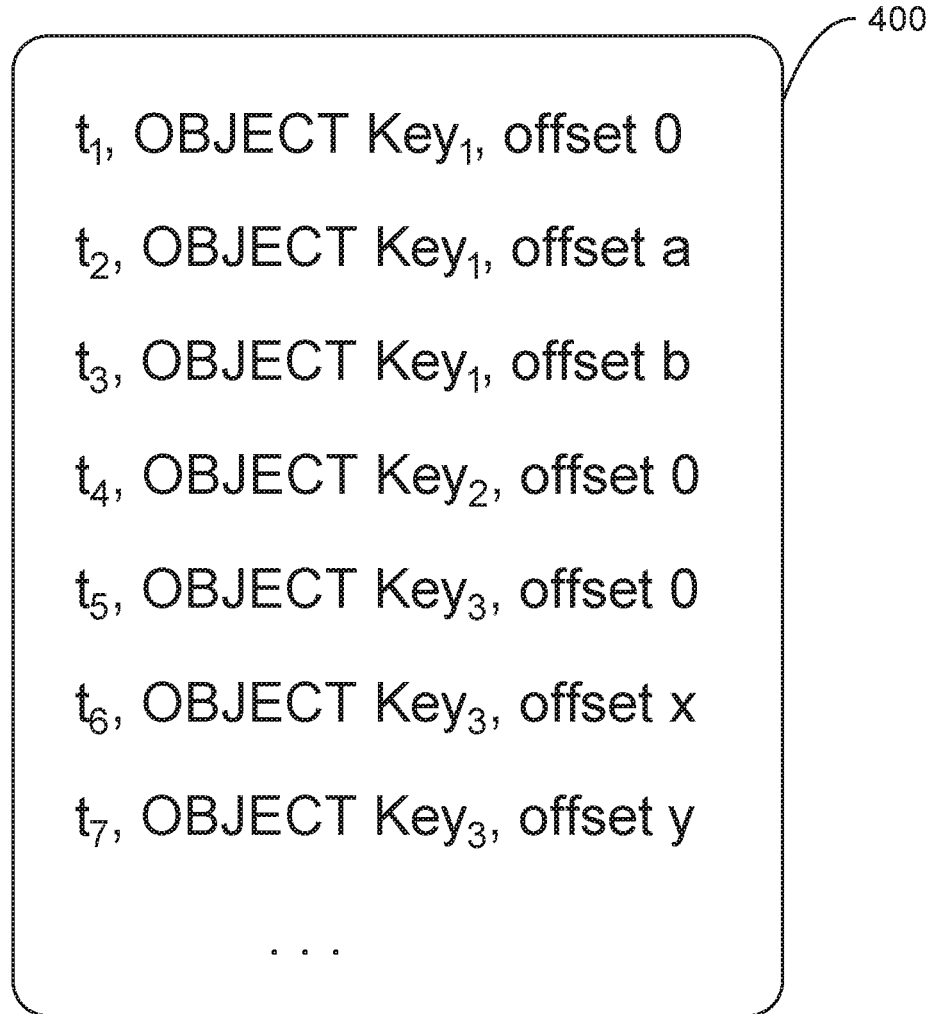 400
t₁, OBJECT Key₁, offset 0
t₂, OBJECT Key₁, offset a
t₃, OBJECT Key₁, offset b
t₄, OBJECT Key₂, offset 0
t₅, OBJECT Key₃, offset 0
t₆, OBJECT Key₃, offset x
t₇, OBJECT Key₃, offset y
. . .